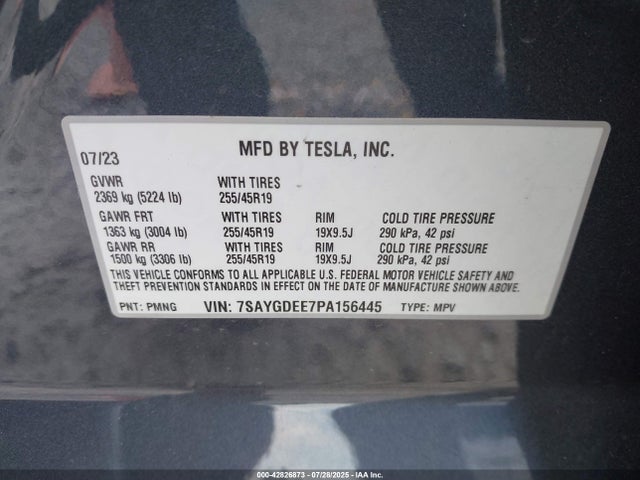 07/23 MFD BY TESLA, INC.
GVWR WITH TIRES
2369 kg (5224 lb) 255/45R19
GAWR FRT WITH TIRES RIM COLD TIRE PRESSURE
1363 kg (3004 lb) 255/45R19 19X9.5J 290 kPa, 42 psi
GAWR RR WITH TIRES RIM COLD TIRE PRESSURE
1500 kg (3306 lb) 255/45R19 19X9.5J 290 kPa, 42 psi
THIS VEHICLE CONFORMS TO ALL APPLICABLE U.S. FEDERAL MOTOR VEHICLE SAFETY AND
THEFT PREVENTION STANDARDS IN EFFECT ON THE DATE OF MANUFACTURE SHOWN ABOVE.
PNT: PMNG VIN: 7SAYGDEE7PA156445 TYPE: MPV
000-42826873 | 07/28/2025 | IAA Inc.